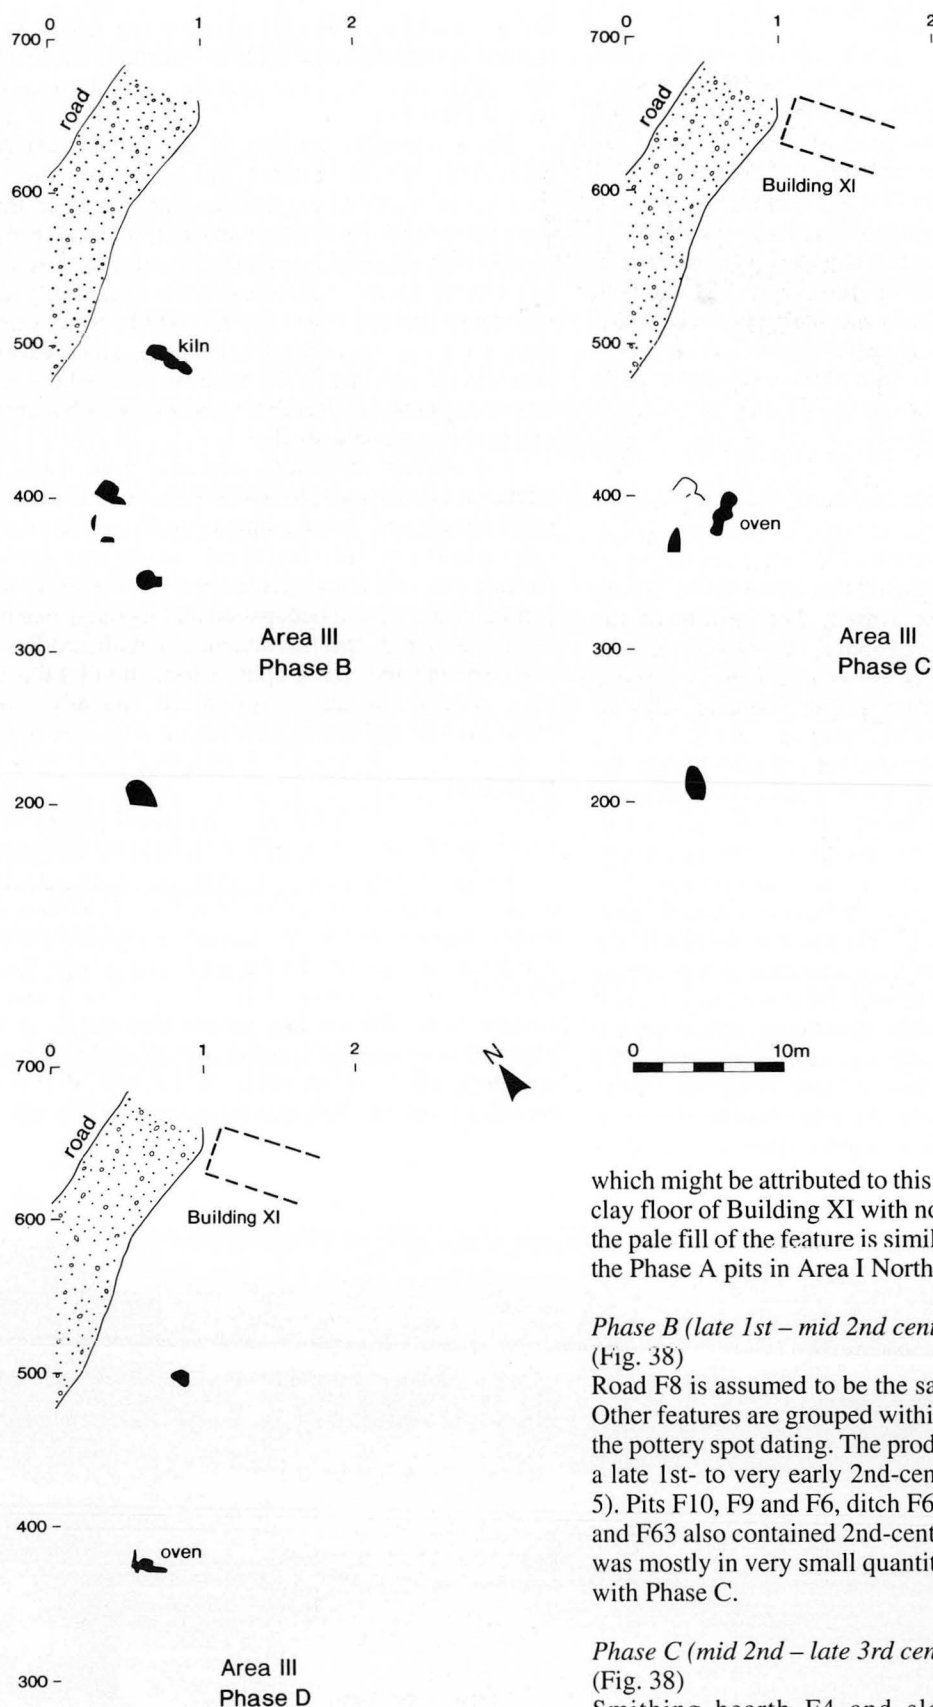 0 1 2
700
road
600
500
kiln
400
300
Area III
Phase B
200
0 1 2
700
road
600
Building XI
500
400
oven
300
Area III
Phase C
200
0 1 2
700
road
600
Building XI
500
400
oven
300
Area III
Phase D
N
0 10m
which might be attributed to this
clay floor of Building XI with no
the pale fill of the feature is simil
the Phase A pits in Area I North
Phase B (late 1st – mid 2nd cent
(Fig. 38)
Road F8 is assumed to be the sa
Other features are grouped withi
the pottery spot dating. The prod
a late 1st- to very early 2nd-cen
5). Pits F10, F9 and F6, ditch F6
and F63 also contained 2nd-cent
was mostly in very small quantit
with Phase C.
Phase C (mid 2nd – late 3rd cen
(Fig. 38)
Smithing hearth F4 and